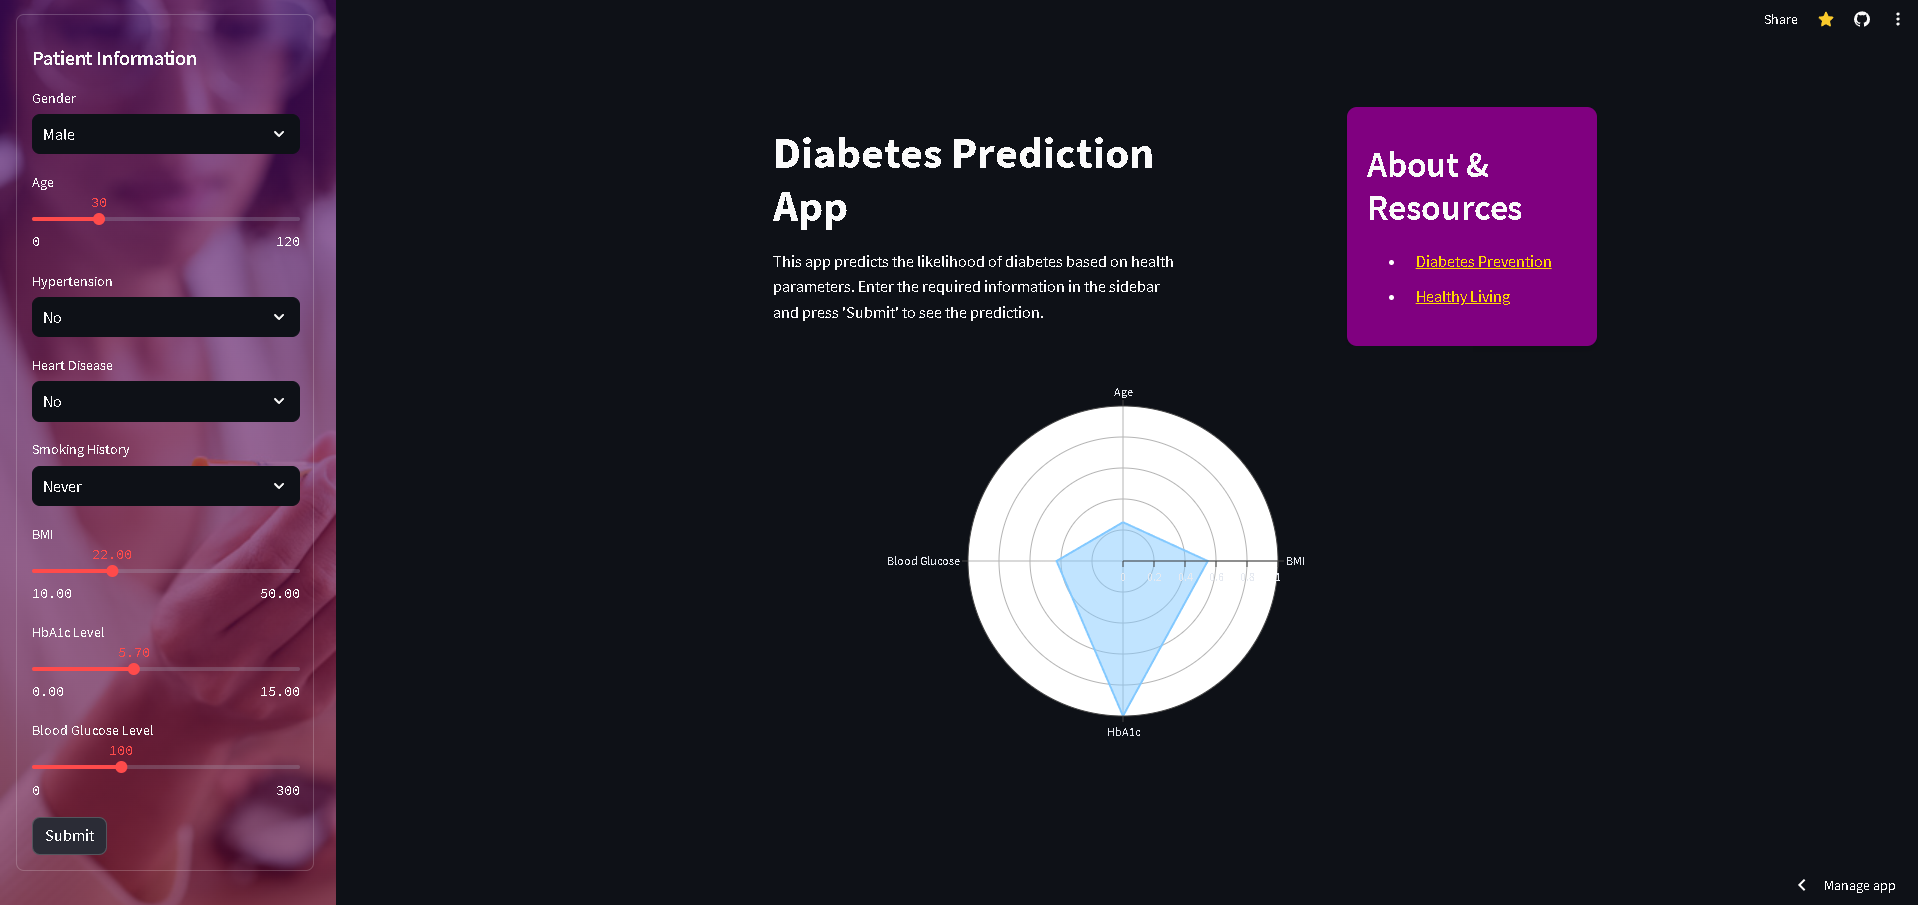 Patient Information
Gender
Male
Age
30
0 120
Hypertension
No
Heart Disease
No
Smoking History
Never
BMI
22.00
10.00 50.00
HbA1c Level
5.70
0.00 15.00
Blood Glucose Level
100
0 300
Submit
Share
Diabetes Prediction
App
This app predicts the likelihood of diabetes based on health
parameters. Enter the required information in the sidebar
and press 'Submit' to see the prediction.
About &
Resources
Diabetes Prevention
Healthy Living
Age
Blood Glucose
BMI
0 0.2 0.4 0.6 0.8 1
HbA1c
Manage app